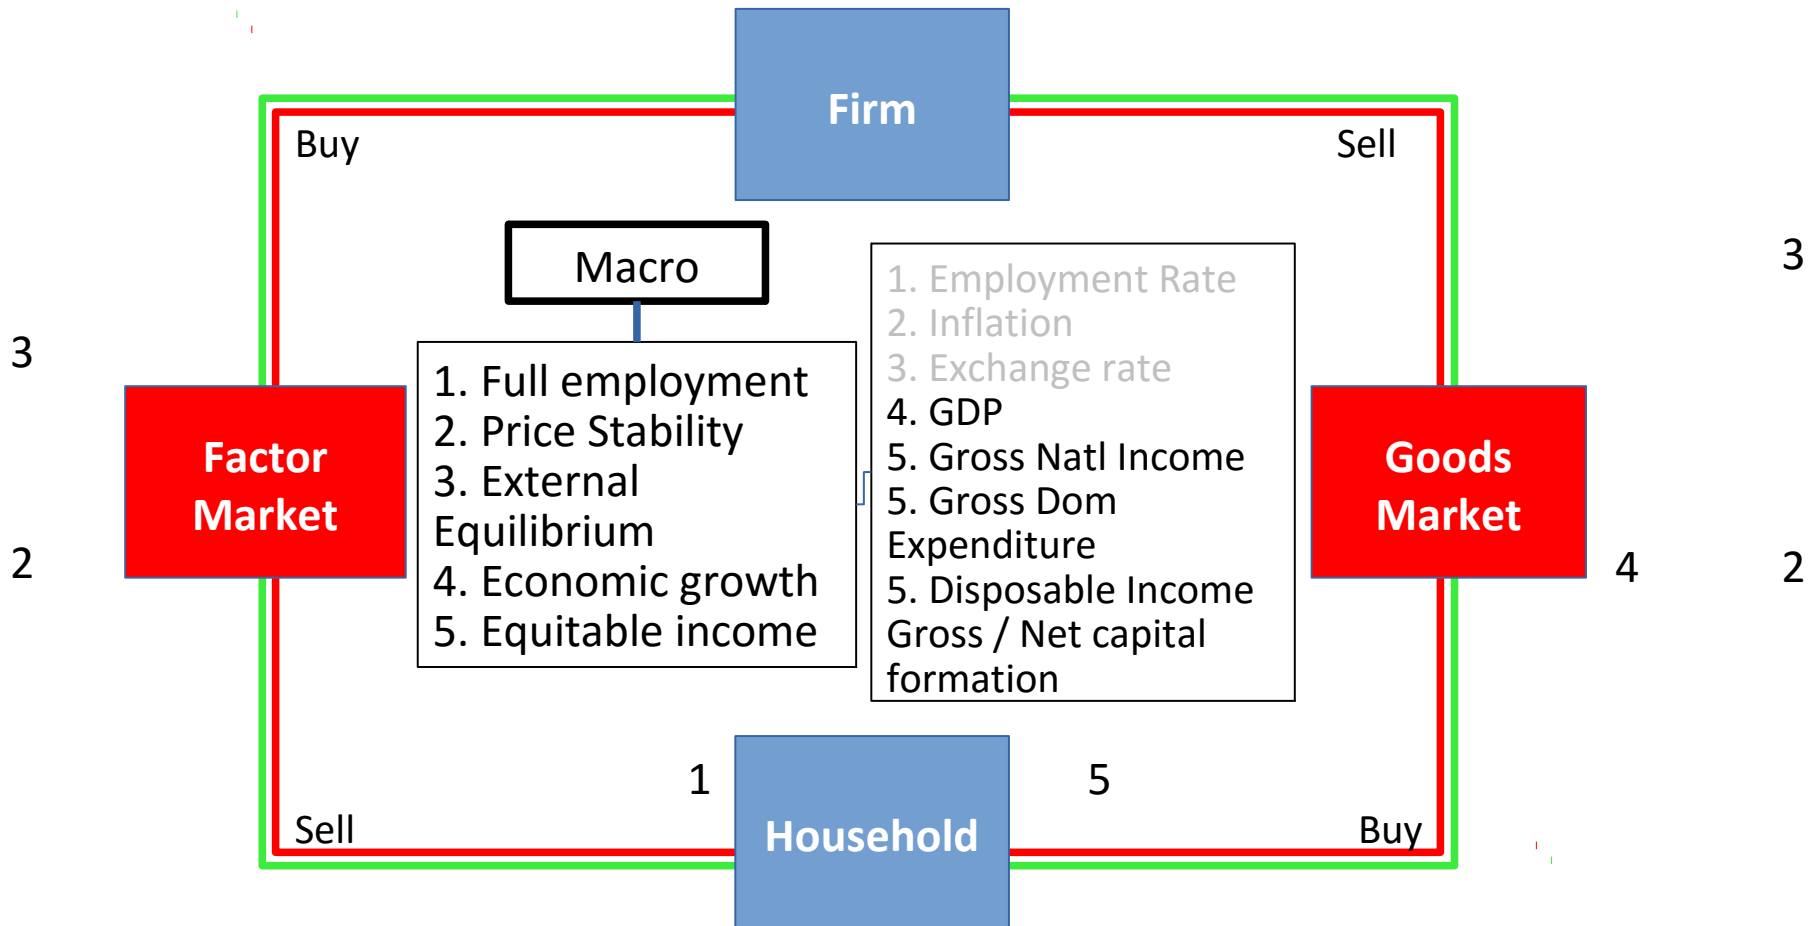 Firm
Buy
Sell
Macro
3
3
1. Full employment
2. Price Stability
3. External
Equilibrium
4. Economic growth
5. Equitable income
1. Employment Rate
2. Inflation
3. Exchange rate
4. GDP
5. Gross Natl Income
5. Gross Dom
Expenditure
5. Disposable Income
Gross / Net capital
formation
Factor
Market
Goods
Market
2
4
2
1
5
Sell
Household
Buy